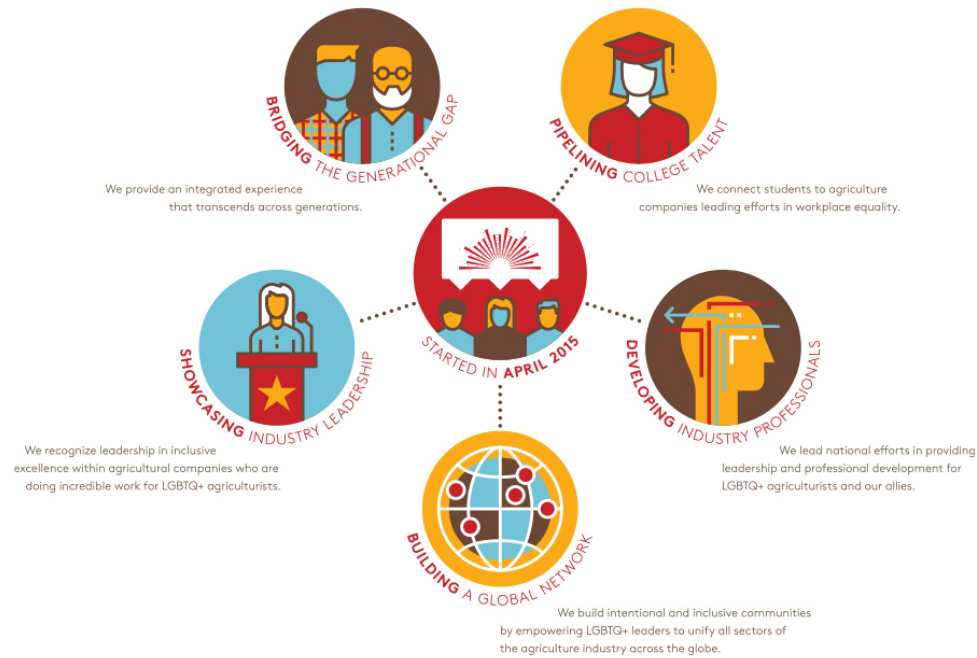 BRIDGING THE GENERATIONAL GAP
We provide an integrated experience
that transcends across generations.
PIPELINING COLLEGE TALENT
We connect students to agriculture
companies leading efforts in workplace equality.
STARTED IN APRIL 2015
SHOWCASING INDUSTRY LEADERSHIP
We recognize leadership in inclusive
excellence within agricultural companies who are
doing incredible work for LGBTQ+ agriculturists.
DEVELOPING INDUSTRY PROFESSIONALS
We lead national efforts in providing
leadership and professional development for
LGBTQ+ agriculturists and our allies.
BUILDING A GLOBAL NETWORK
We build intentional and inclusive communities
by empowering LGBTQ+ leaders to unify all sectors of
the agriculture industry across the globe.